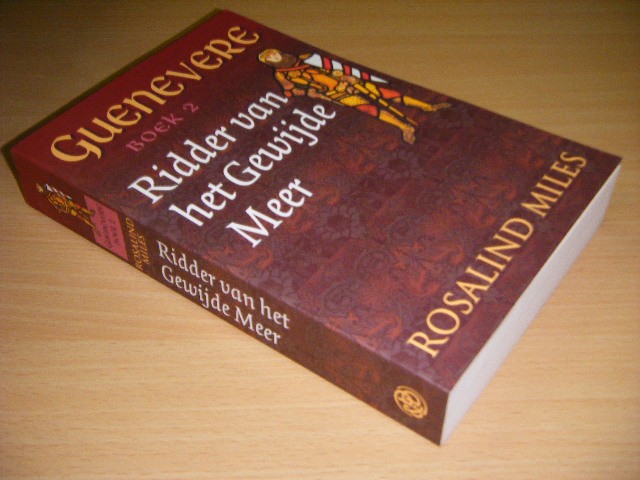 GUENEVERE
BOEK 2
Ridder van
het Gewijde
Meer
ROSALIND MILES
ROSALIND
MILES
Ridder van het
Gewijde Meer